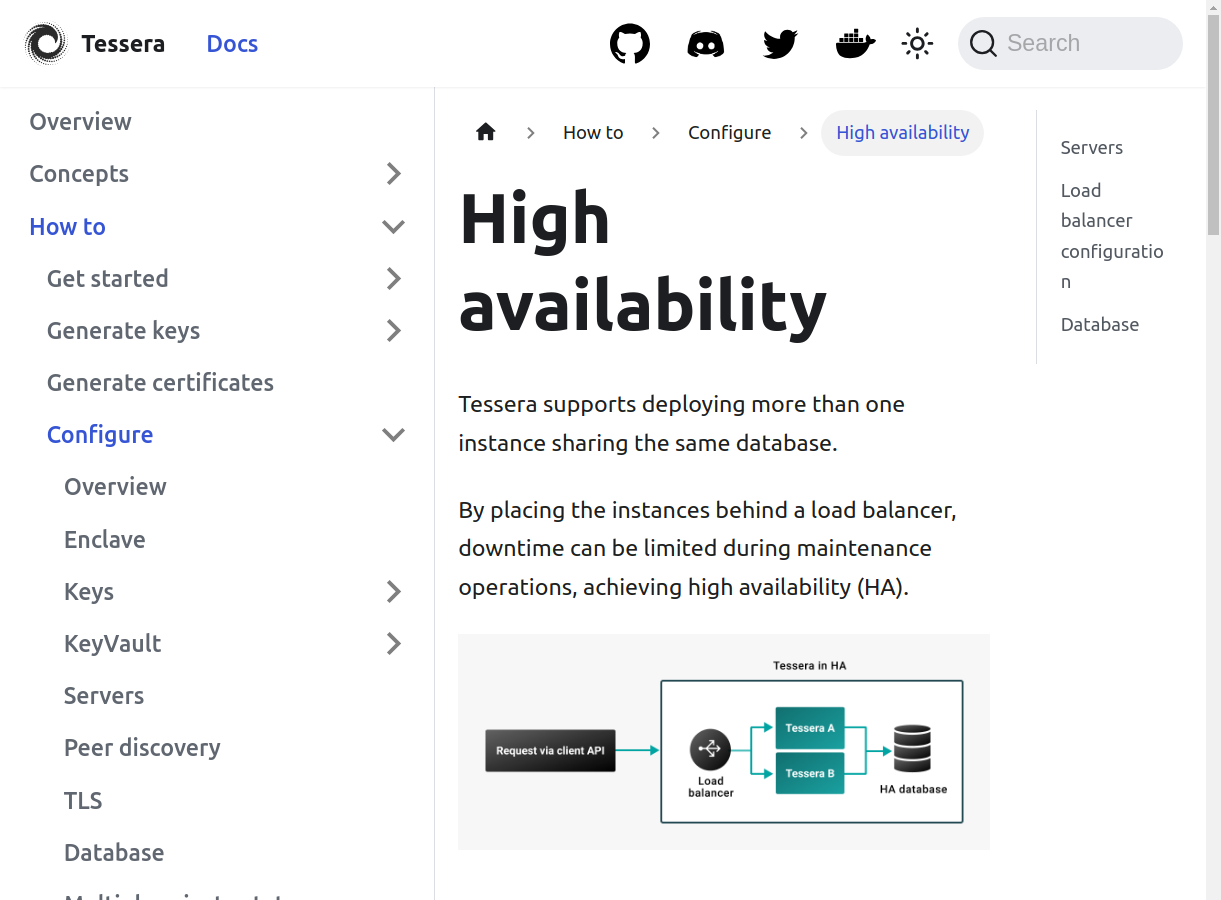 Tessera
Docs
Search
Overview
Concepts
How to
Get started
Generate keys
Generate certificates
Configure
Overview
Enclave
Keys
KeyVault
Servers
Peer discovery
TLS
Database
How to
Configure
High availability
High
availability
Tessera supports deploying more than one
instance sharing the same database.
By placing the instances behind a load balancer,
downtime can be limited during maintenance
operations, achieving high availability (HA).
Tessera in HA
Request via client API
Load
balancer
Tessera A
Tessera B
HA database
Servers
Load
balancer
configuratio
n
Database